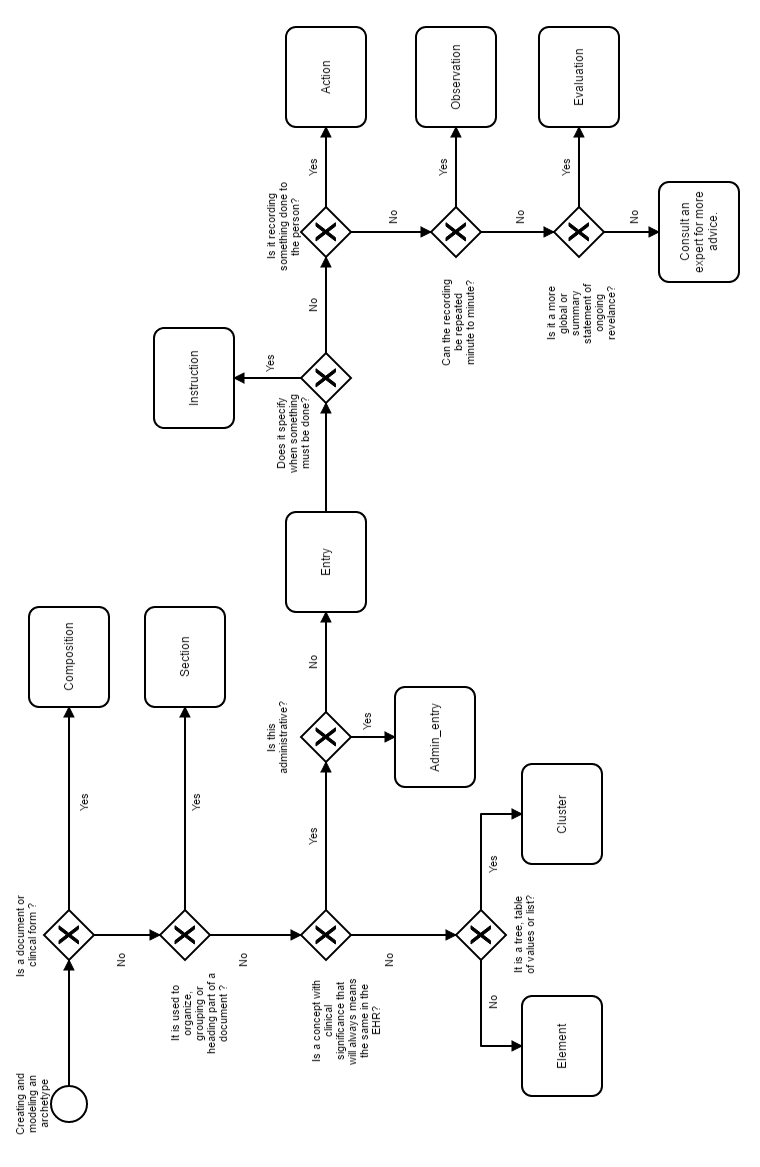 Creating and
modeling an
archetype
Is a document or
clincal form ?
Yes
Composition
No
It is used to
organize,
grouping or
heading part of a
document ?
Yes
Section
No
Is a concept with
clinical
significance that
will always means
the same in the
EHR?
Yes
Is this
administrative?
Yes
Admin_entry
No
Entry
Does it specify
when something
must be done?
Yes
Instruction
No
Is it recording
something done to
the person?
Yes
Action
No
Can the recording
be repeated
minute to minute?
Yes
Observation
No
Is it a more
global or
summary
statement of
ongoing
revelance?
Yes
Evaluation
No
Consult an
expert for more
advice.
No
It is a tree, table
of values or list?
Yes
Cluster
No
Element